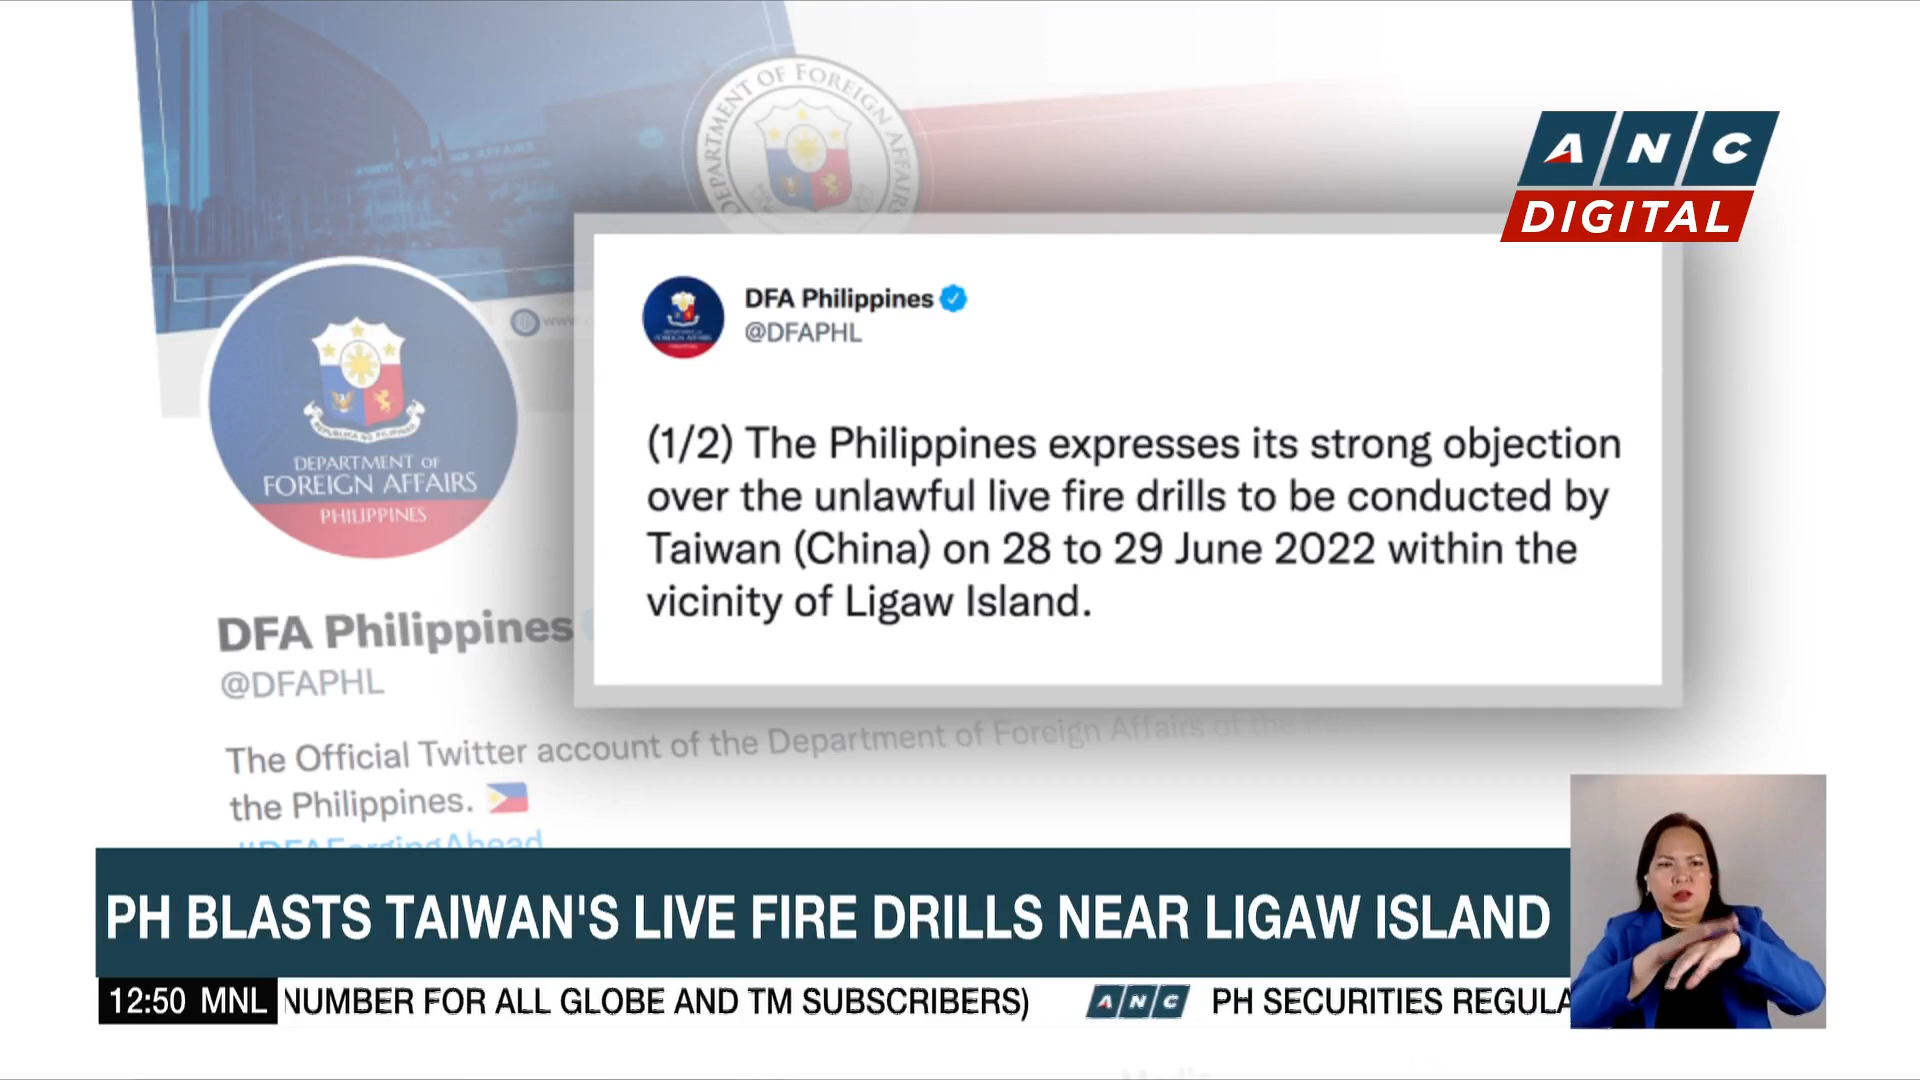 DEPARTMENT OF FOREIGN AFFAIRS
ANC
DIGITAL
DFA Philippines
@DFAPHL
(1/2) The Philippines expresses its strong objection
over the unlawful live fire drills to be conducted by
Taiwan (China) on 28 to 29 June 2022 within the
vicinity of Ligaw Island.
DEPARTMENT OF
FOREIGN AFFAIRS
PHILIPPINES
DFA Philippines
@DFAPHL
The Official Twitter account of the Department of Foreign Affairs of the
the Philippines.
#DFAForgingAhead
PH BLASTS TAIWAN'S LIVE FIRE DRILLS NEAR LIGAW ISLAND
12:50 MNL NUMBER FOR ALL GLOBE AND TM SUBSCRIBERS) ANC PH SECURITIES REGULA